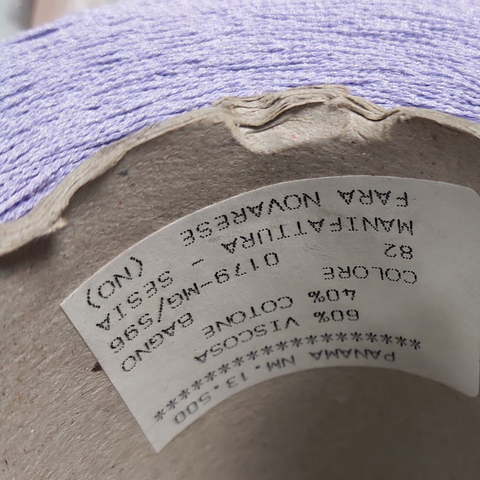 PANAMA NM.13.500
**********************
60% VISCOSA
40% COTONE
COLORE BAGNO
82 0179-MG/596
MANIFATTURA - SESIA
FARA NOVARESE (NO)